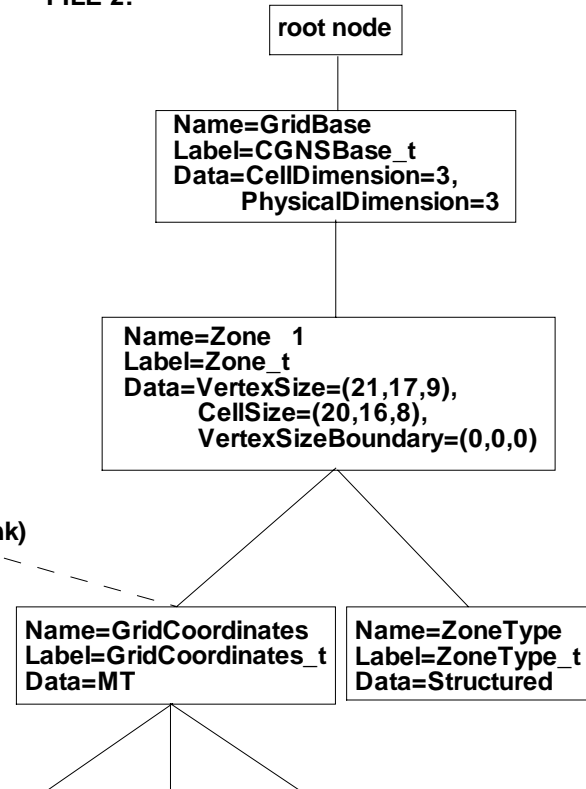 FILE 2:
root node
Name=GridBase
Label=CGNSBase_t
Data=CellDimension=3,
PhysicalDimension=3
Name=Zone 1
Label=Zone_t
Data=VertexSize=(21,17,9),
CellSize=(20,16,8),
VertexSizeBoundary=(0,0,0)
nk)
Name=GridCoordinates
Label=GridCoordinates_t
Data=MT
Name=ZoneType
Label=ZoneType_t
Data=Structured